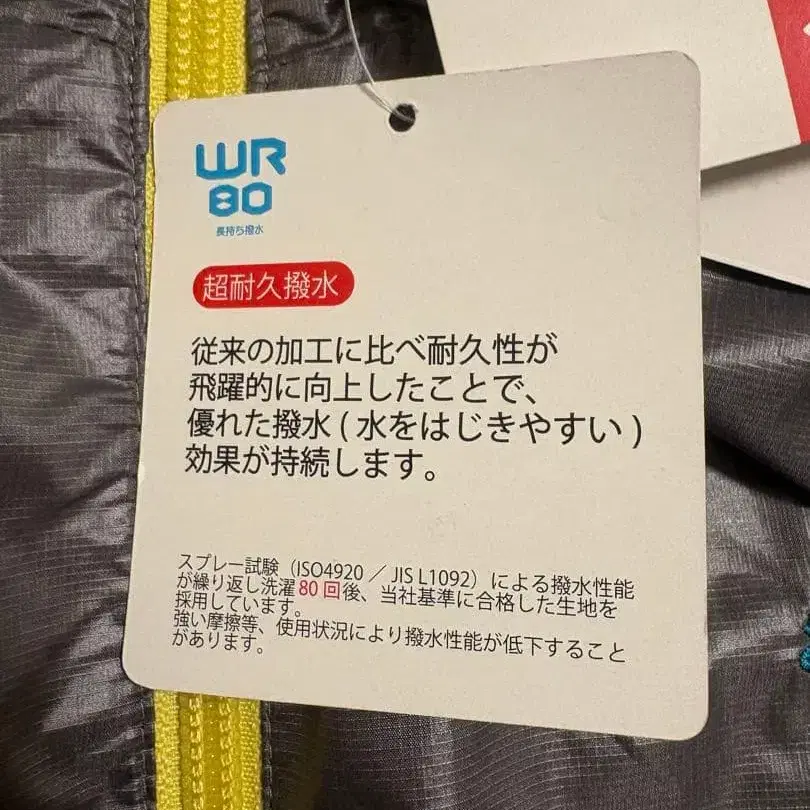 WR
80
長持ち撥水
超耐久撥水
従来の加工に比べ耐久性が
飛躍的に向上したことで、
優れた撥水(水をはじきやすい)
効果が持続します。
スプレー試験（ISO4920／JIS L1092）による撥水性能
が繰り返し洗濯80回後、当社基準に合格した生地を
採用しています。
強い摩擦等、使用状況により撥水性能が低下すること
があります。